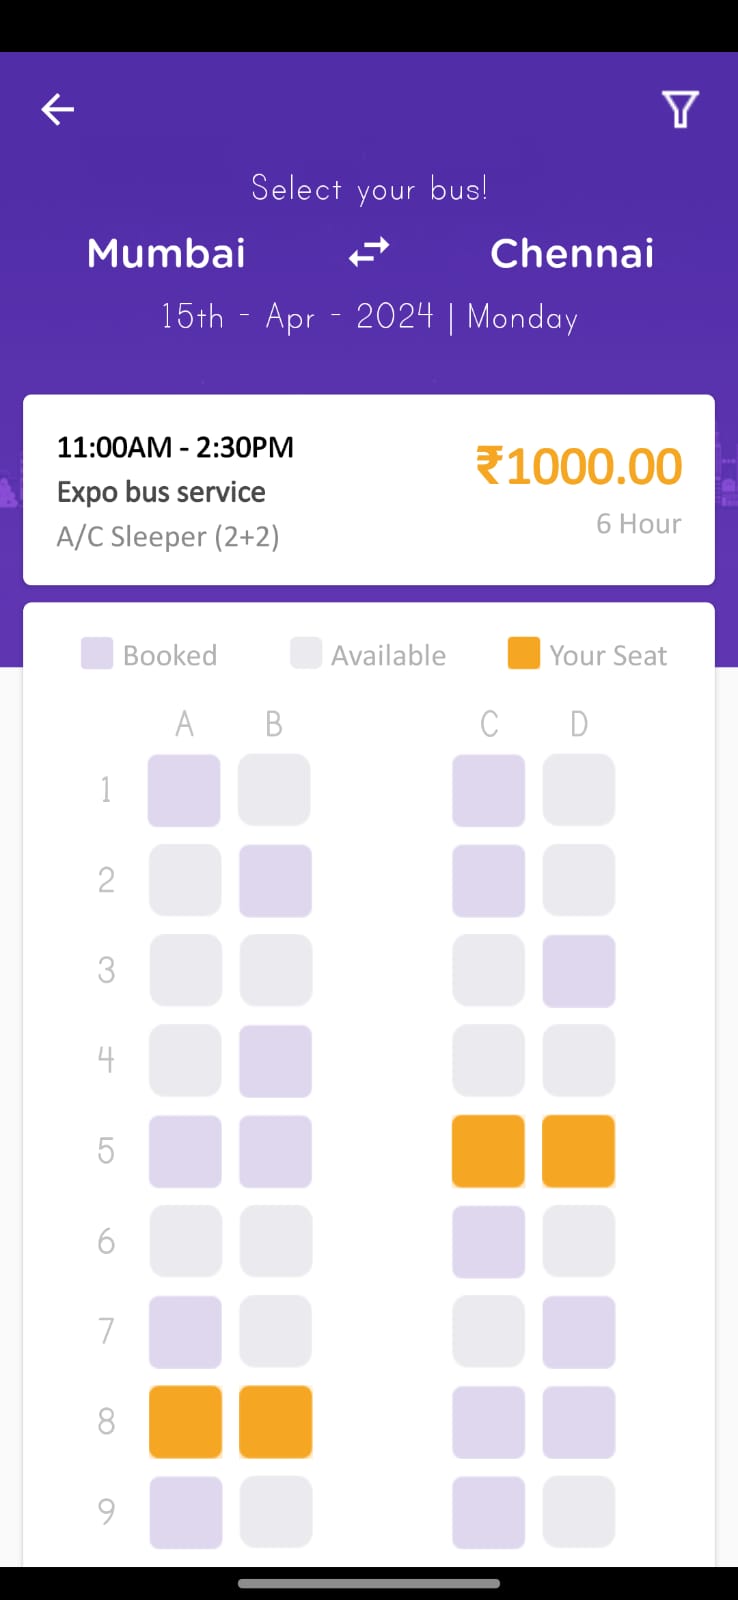 Select your bus!
Mumbai Chennai
15th - Apr - 2024 | Monday
11:00AM - 2:30PM
Expo bus service
A/C Sleeper (2+2)
₹1000.00
6 Hour
Booked Available Your Seat
A B C D
1
2
3
4
5
6
7
8
9